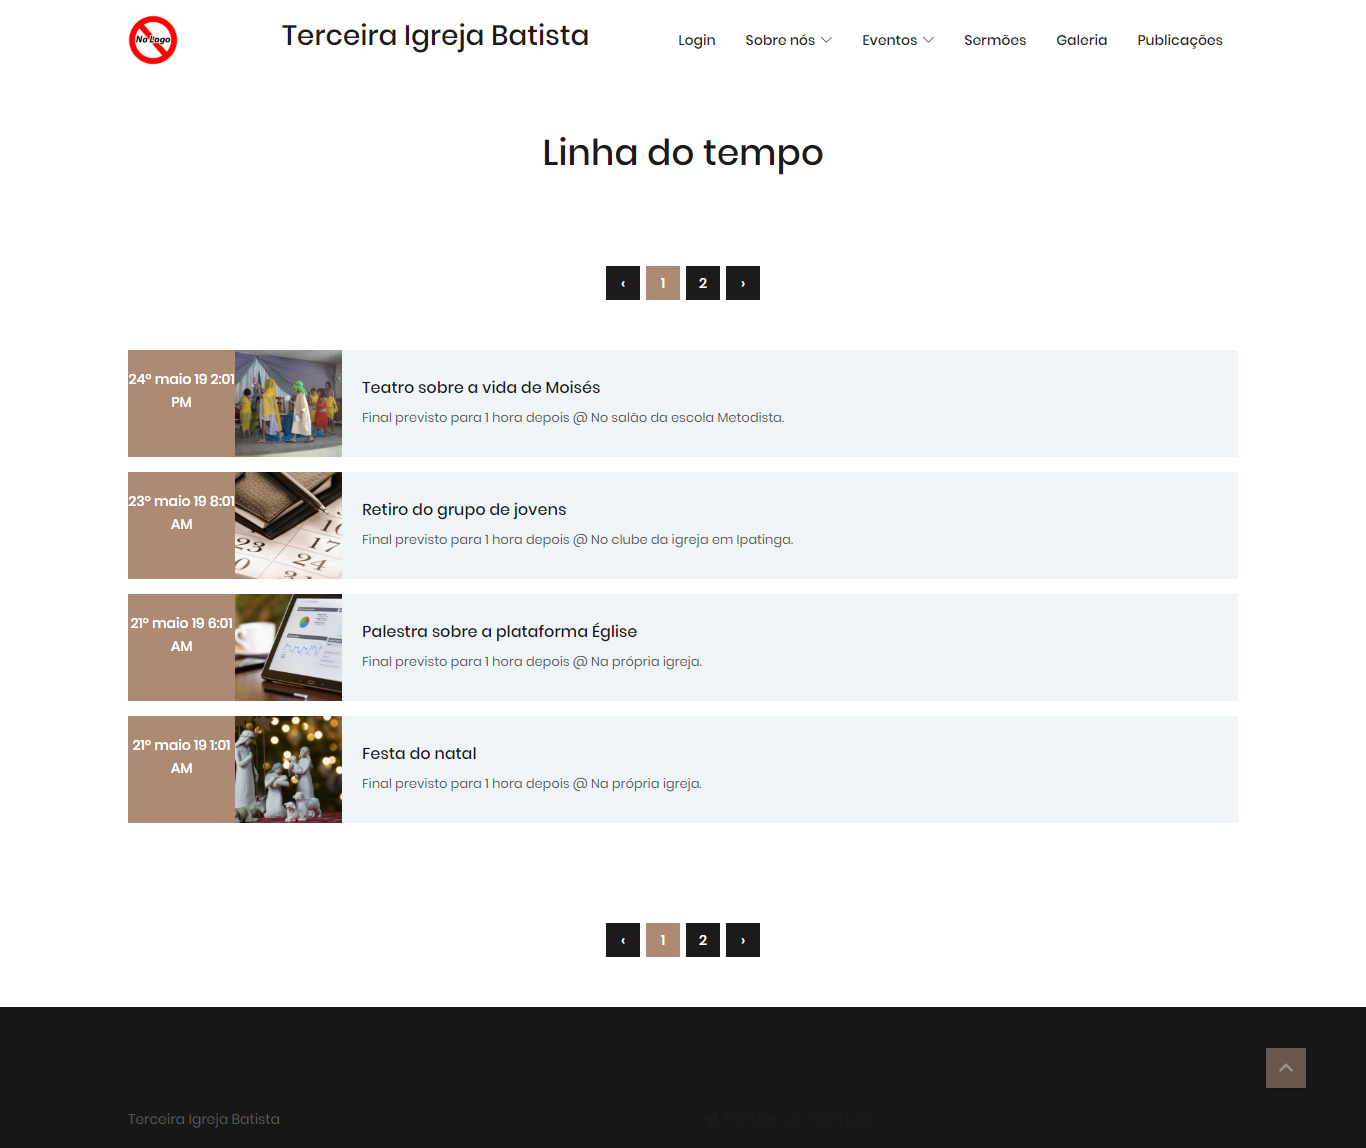 No Logo
Terceira Igreja Batista
Login
Sobre nós
Eventos
Sermões
Galeria
Publicações
Linha do tempo
‹ 1 2 ›
24º maio 19 2:01
PM
Teatro sobre a vida de Moisés
Final previsto para 1 hora depois @ No salão da escola Metodista.
23º maio 19 8:01
AM
23
17
24
Retiro do grupo de jovens
Final previsto para 1 hora depois @ No clube da igreja em Ipatinga.
21º maio 19 6:01
AM
Palestra sobre a plataforma Église
Final previsto para 1 hora depois @ Na própria igreja.
21º maio 19 1:01
AM
Festa do natal
Final previsto para 1 hora depois @ Na própria igreja.
‹ 1 2 ›
Terceira Igreja Batista